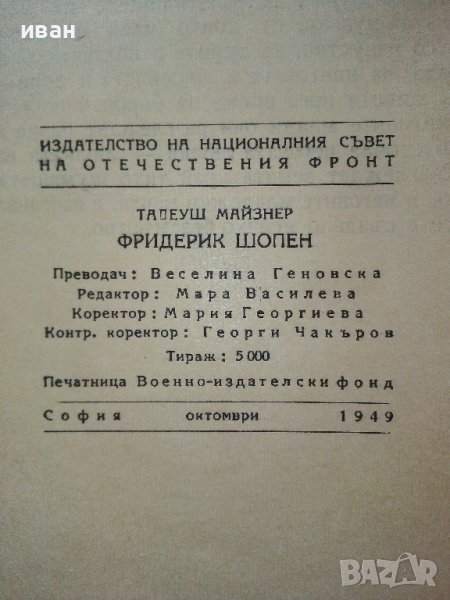 иван
ИЗДАТЕЛСТВО НА НАЦИОНАЛНИЯ СЪВЕТ
НА ОТЕЧЕСТВЕНИЯ ФРОНТ
ТАДЕУШ МАЙЗНЕР
ФРИДЕРИК ШОПЕН
Преводач: Веселина Геновска
Редактор: Мара Василева
Коректор: Мария Георгиева
Контр. коректор: Георги Чакъров
Тираж: 5000
Печатница Военно-издателски фонд
София октомври 1949
BAZAR